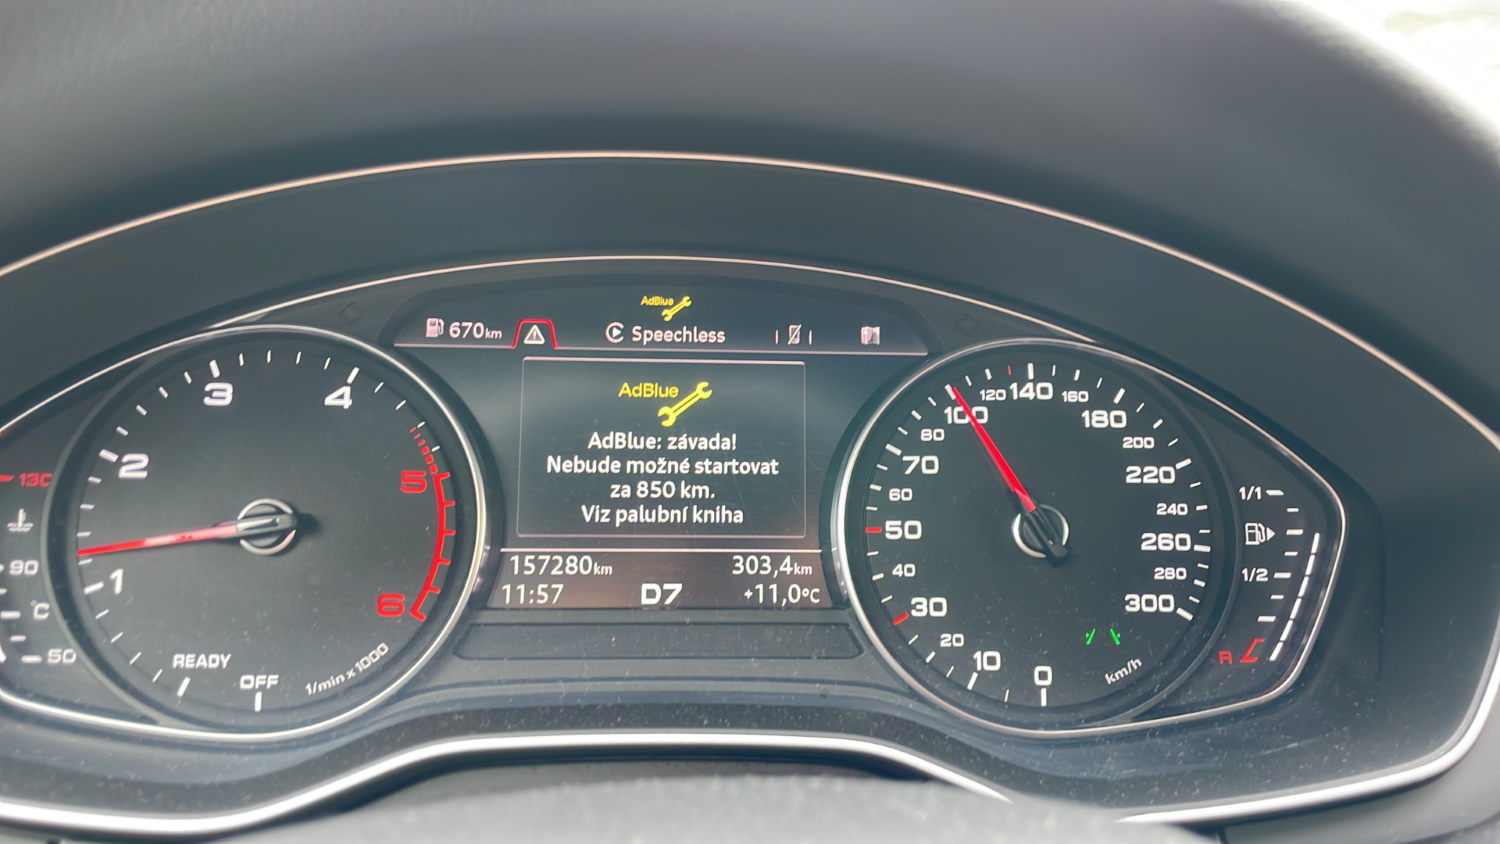 AdBlue
670km
Speechless
AdBlue
AdBlue: závada!
Nebude možné startovat
za 850 km.
Viz palubní kniha
157280km 303,4km
11:57 D7 +11,0°C
130
90
°C
50
OFF
READY
1
2
3
4
5
6
1/min x 1000
0
10
20
30
40
50
60
70
80
100
120
140
160
180
200
220
240
260
280
300
km/h
1/1
1/2
R